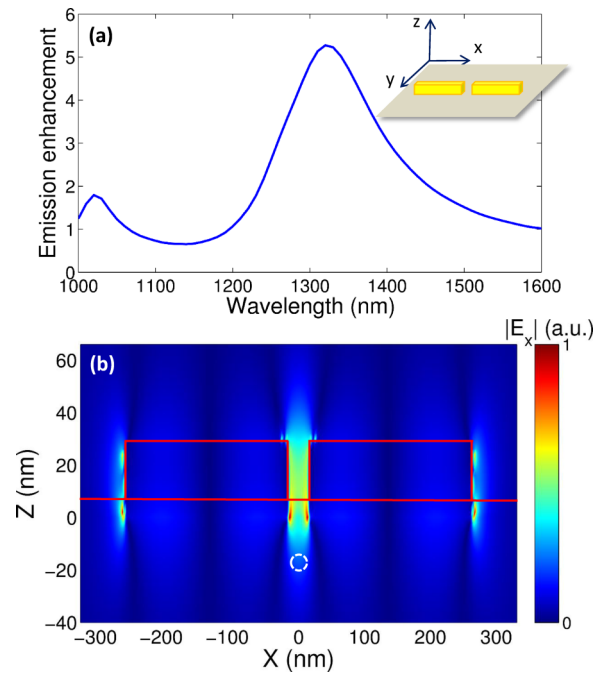 (a)
6
5
4
3
2
1
0
Emission enhancement
1000 1100 1200 1300 1400 1500 1600
Wavelength (nm)
z
x
y
|Eₓ| (a.u.)
1
0
(b)
60
40
20
0
-20
-40
Z (nm)
-300 -200 -100 0 100 200 300
X (nm)